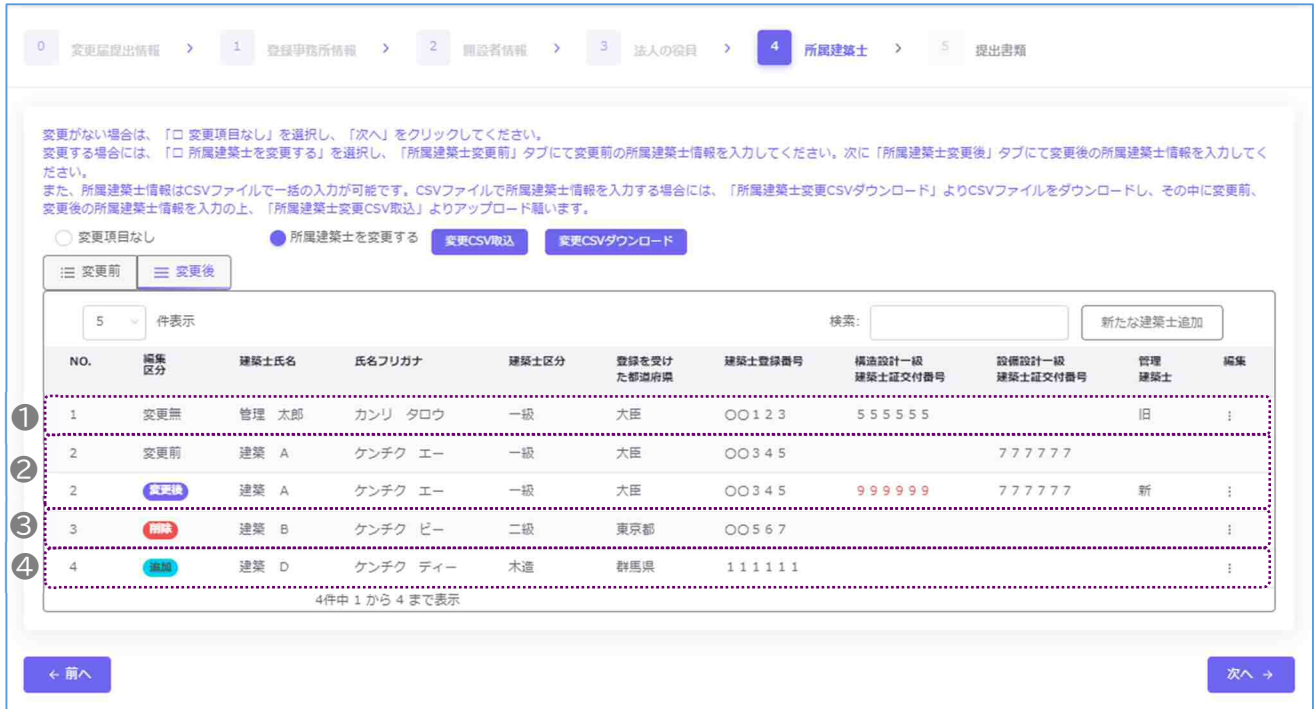 0 変更届提出情報 > 1 登録事務所情報 > 2 開設者情報 > 3 法人の役員 > 4 所属建築士 > 5 提出書類
変更がない場合は、「□ 変更項目なし」を選択し、「次へ」をクリックしてください。
変更する場合には、「□ 所属建築士を変更する」を選択し、「所属建築士変更前」タブにて変更前の所属建築士情報を入力してください。次に「所属建築士変更後」タブにて変更後の所属建築士情報を入力してく
ださい。
また、所属建築士情報はCSVファイルで一括の入力が可能です。CSVファイルで所属建築士情報を入力する場合には、「所属建築士変更CSVダウンロード」よりCSVファイルをダウンロードし、その中に変更前、
変更後の所属建築士情報を入力の上、「所属建築士変更CSV取込」よりアップロード願います。
変更項目なし 所属建築士を変更する 変更CSV取込 変更CSVダウンロード
変更前 変更後
5 件表示 検索: 新たな建築士追加
NO. 編集区分 建築士氏名 氏名フリガナ 建築士区分 登録を受けた都道府県 建築士登録番号 構造設計一級建築士証交付番号 設備設計一級建築士証交付番号 管理建築士 編集
❶ 1 変更無 管理 太郎 カンリ タロウ 一級 大臣 〇〇123 555555 旧 ⋮
❷ 2 変更前 建築 A ケンチク エー 一級 大臣 〇〇345 777777
2 変更後 建築 A ケンチク エー 一級 大臣 〇〇345 999999 777777 新 ⋮
❸ 3 削除 建築 B ケンチク ビー 二級 東京都 〇〇567 ⋮
❹ 4 追加 建築 D ケンチク ディー 木造 群馬県 111111 ⋮
4件中 1 から 4 まで表示
← 前へ 次へ →